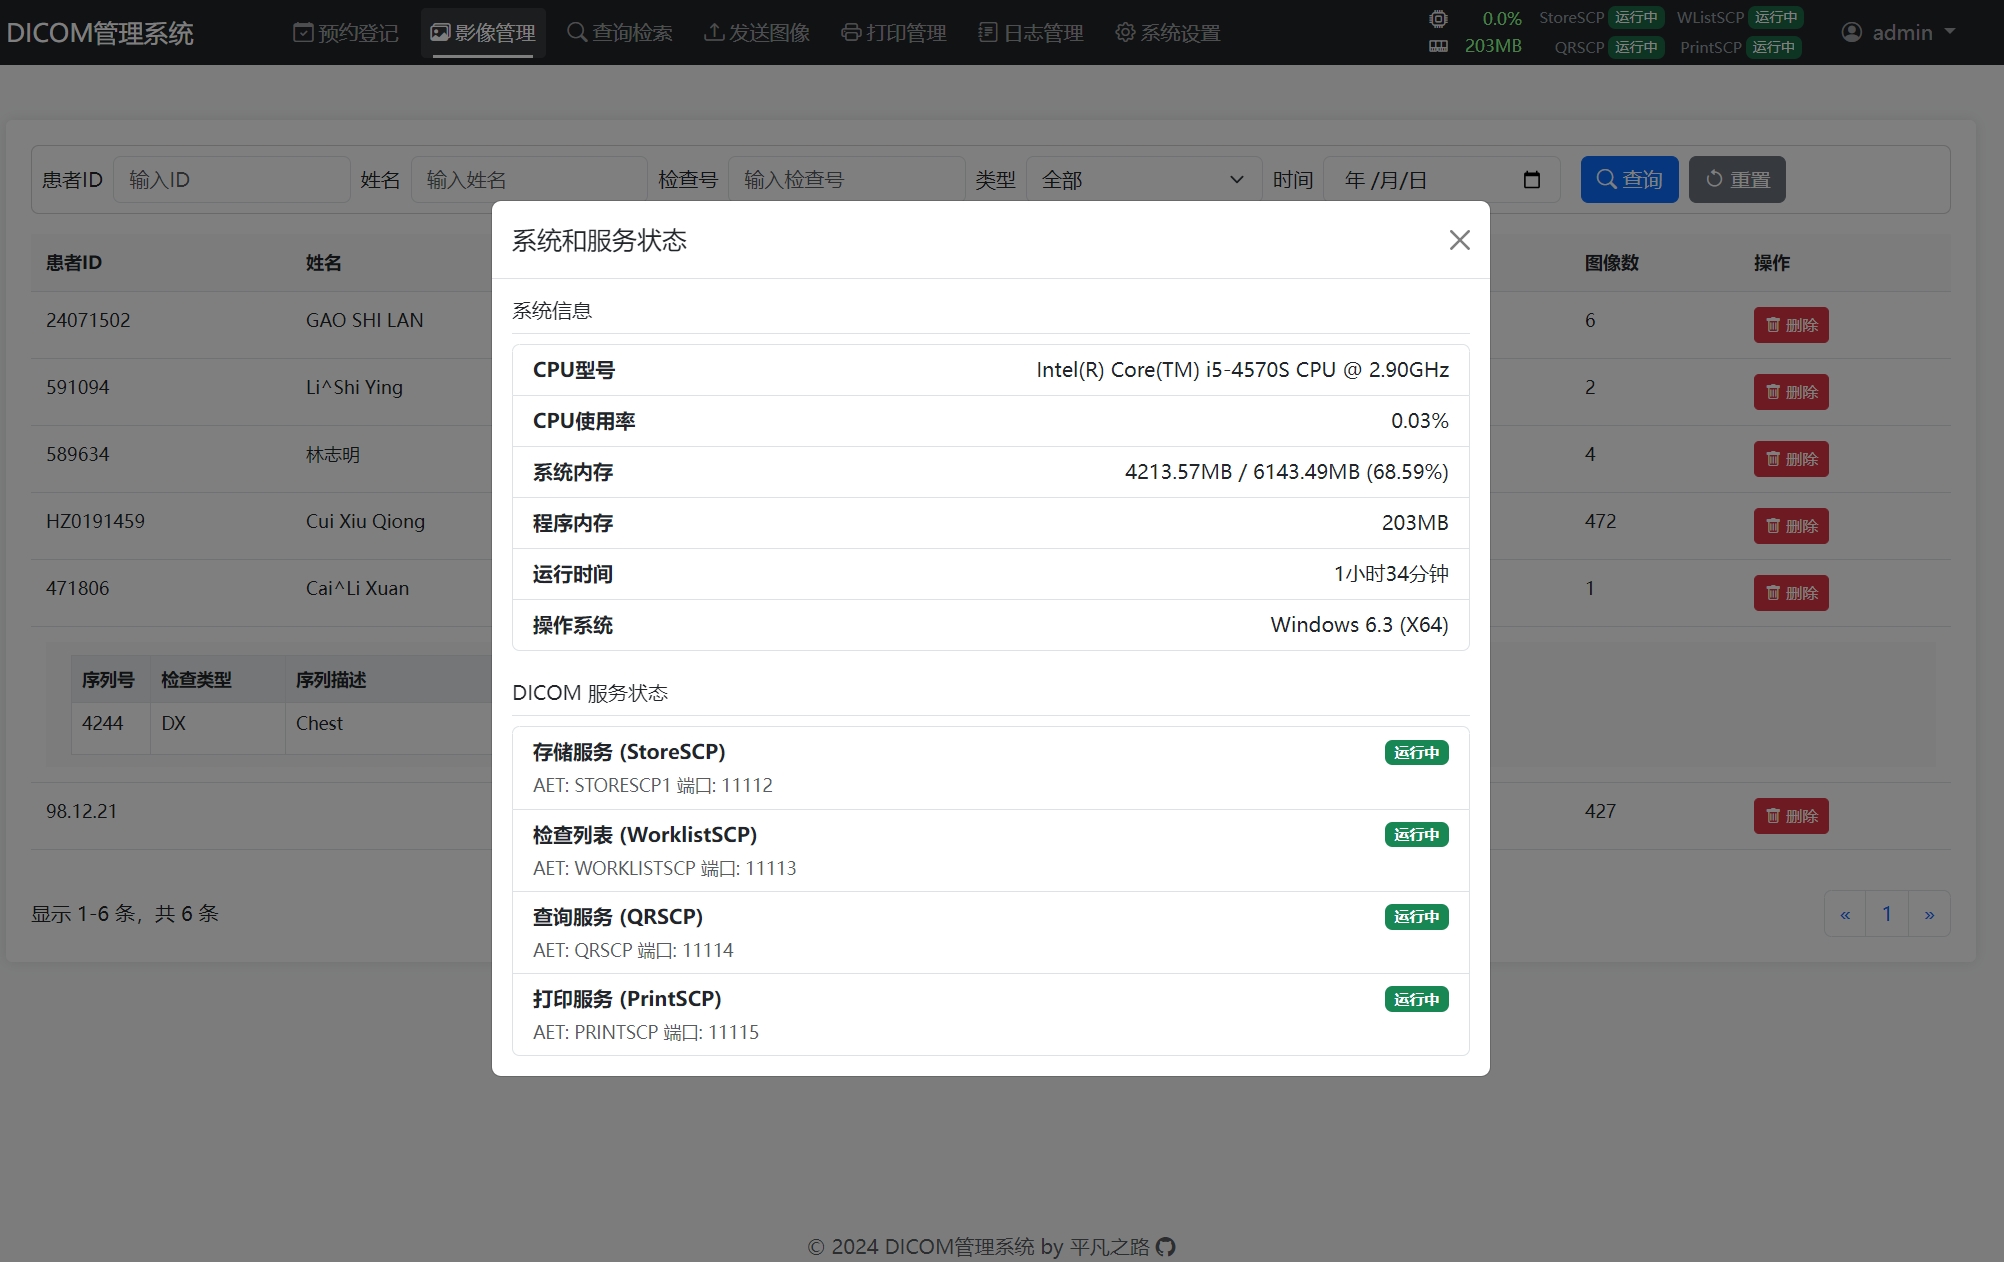 DICOM管理系统 预约登记 影像管理 查询检索 发送图像 打印管理 日志管理 系统设置 0.0% StoreSCP 运行中 WListSCP 运行中 admin
203MB QRSCP 运行中 PrintSCP 运行中
患者ID 输入ID 姓名 输入姓名 检查号 输入检查号 类型 全部 时间 年 /月/日 查询 重置
患者ID 姓名 图像数 操作
24071502 GAO SHI LAN 6 删除
591094 Li^Shi Ying 2 删除
589634 林志明 4 删除
HZ0191459 Cui Xiu Qiong 472 删除
471806 Cai^Li Xuan 1 删除
序列号 检查类型 序列描述
4244 DX Chest
98.12.21 427 删除
显示 1-6 条，共 6 条 « 1 »
系统和服务状态
系统信息
CPU型号 Intel(R) Core(TM) i5-4570S CPU @ 2.90GHz
CPU使用率 0.03%
系统内存 4213.57MB / 6143.49MB (68.59%)
程序内存 203MB
运行时间 1小时34分钟
操作系统 Windows 6.3 (X64)
DICOM 服务状态
存储服务 (StoreSCP) 运行中
AET: STORESCP1 端口: 11112
检查列表 (WorklistSCP) 运行中
AET: WORKLISTSCP 端口: 11113
查询服务 (QRSCP) 运行中
AET: QRSCP 端口: 11114
打印服务 (PrintSCP) 运行中
AET: PRINTSCP 端口: 11115
© 2024 DICOM管理系统 by 平凡之路